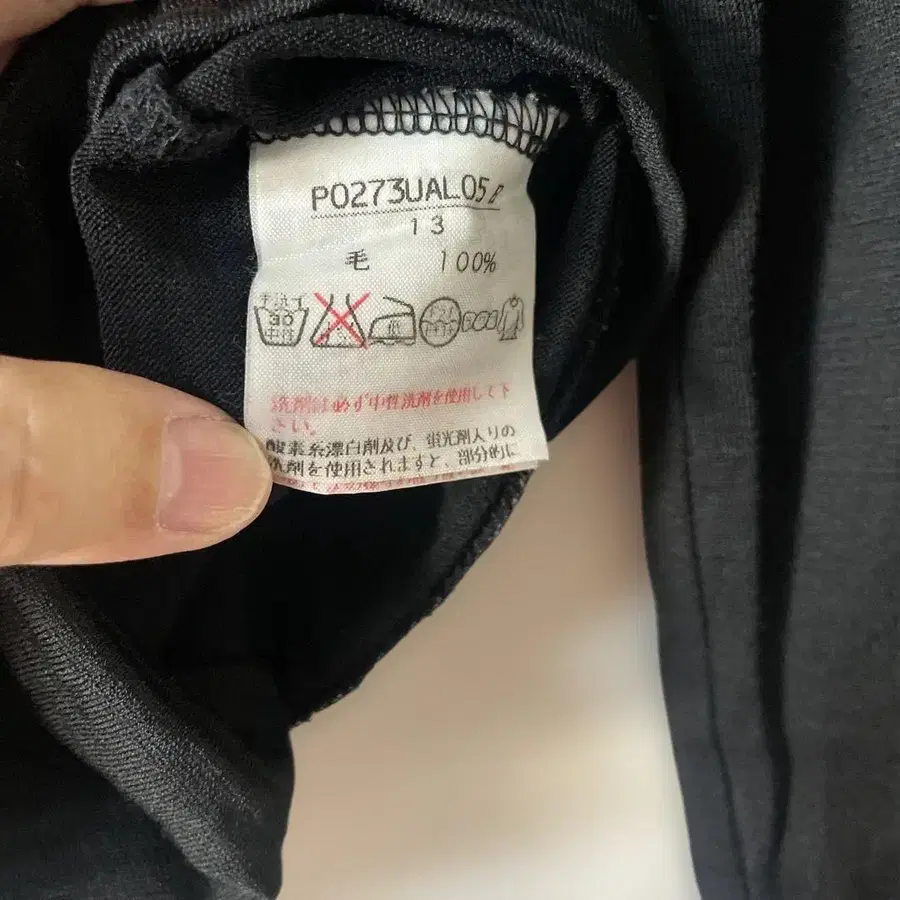 P0273UAL05
13
毛 100%
手洗イ
30
中性
洗剤は必ず中性洗剤を使用して下
さい。
酸素系漂白剤及び、蛍光剤入りの
洗剤を使用されますと、部分的に